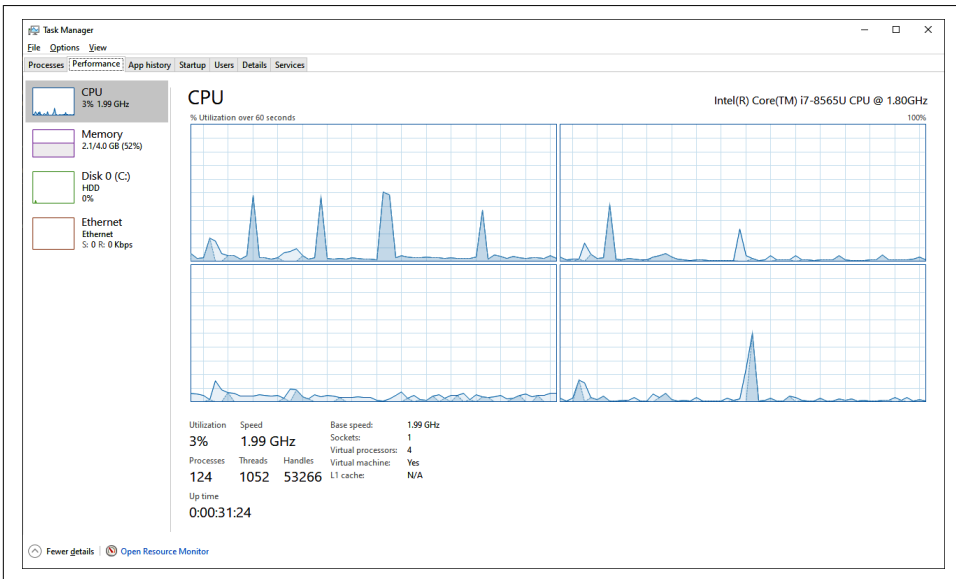 Task Manager
File Options View
Processes Performance App history Startup Users Details Services
CPU
3% 1.99 GHz
Memory
2.1/4.0 GB (52%)
Disk 0 (C:)
HDD
0%
Ethernet
Ethernet
S: 0 R: 0 Kbps
CPU
Intel(R) Core(TM) i7-8565U CPU @ 1.80GHz
% Utilization over 60 seconds
100%
Utilization Speed
3% 1.99 GHz
Processes Threads Handles
124 1052 53266
Up time
0:00:31:24
Base speed: 1.99 GHz
Sockets: 1
Virtual processors: 4
Virtual machine: Yes
L1 cache: N/A
Fewer details Open Resource Monitor